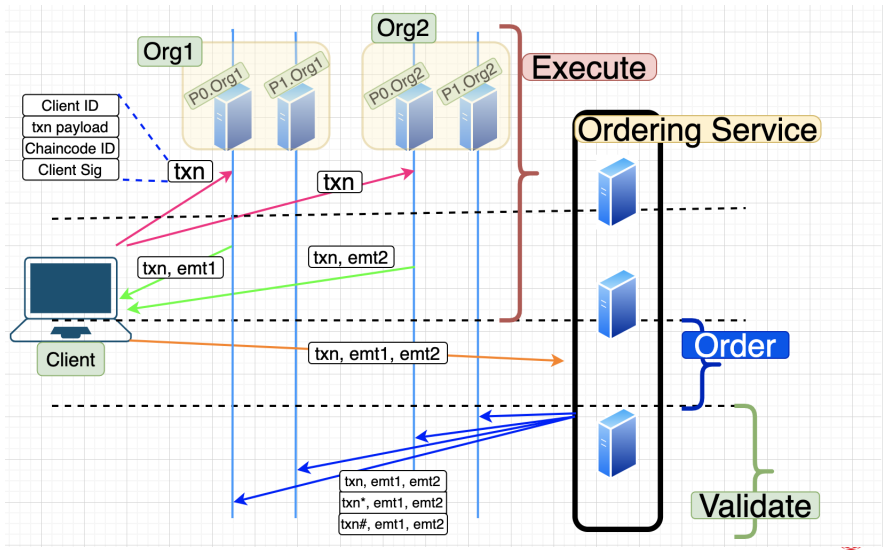 Org1
Org2
P0.Org1
P1.Org1
P0.Org2
P1.Org2
Execute
Ordering Service
Client ID
txn payload
Chaincode ID
Client Sig
txn
txn
txn, emt1
txn, emt2
Client
txn, emt1, emt2
Order
txn, emt1, emt2
txn*, emt1, emt2
txn#, emt1, emt2
Validate